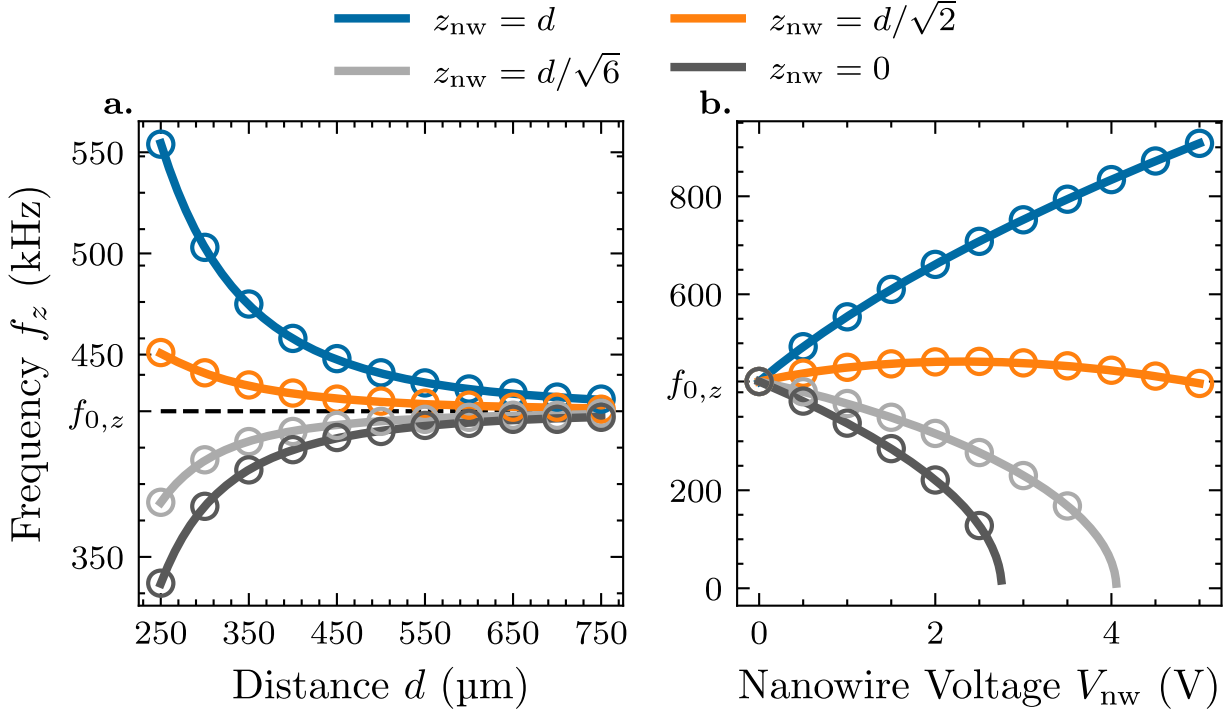 z_nw = d
z_nw = d/√2
z_nw = d/√6
z_nw = 0
a.
b.
550
500
450
f_0,z
350
Frequency f_z (kHz)
250 350 450 550 650 750
Distance d (µm)
800
600
f_0,z
200
0
0 2 4
Nanowire Voltage V_nw (V)